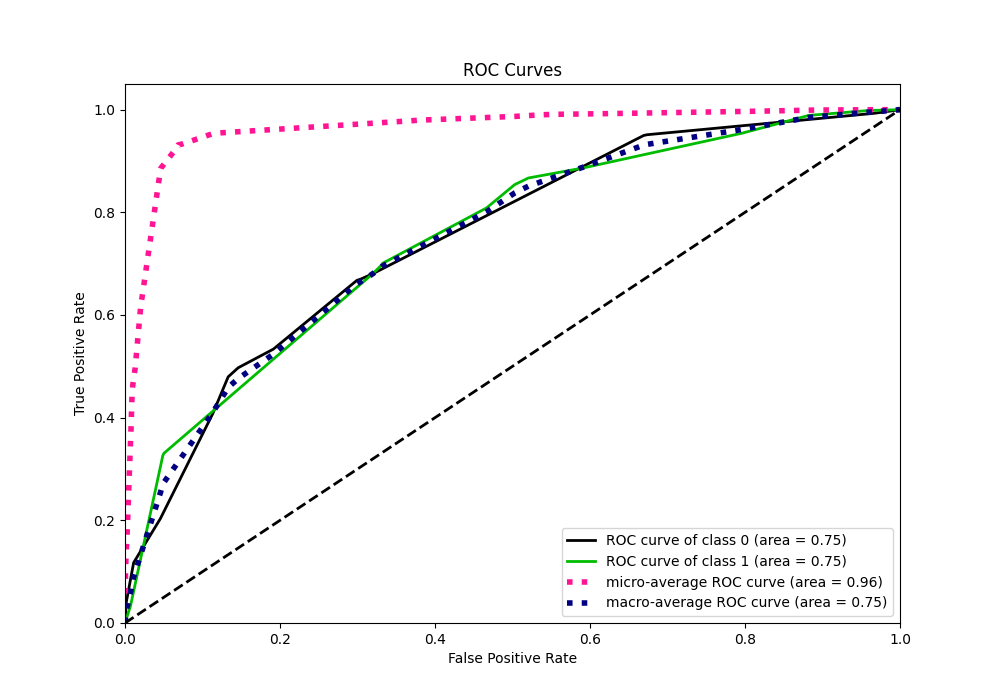 ROC Curves
True Positive Rate
1.0
0.8
0.6
0.4
0.2
0.0
0.0 0.2 0.4 0.6 0.8 1.0
False Positive Rate
ROC curve of class 0 (area = 0.75)
ROC curve of class 1 (area = 0.75)
micro-average ROC curve (area = 0.96)
macro-average ROC curve (area = 0.75)